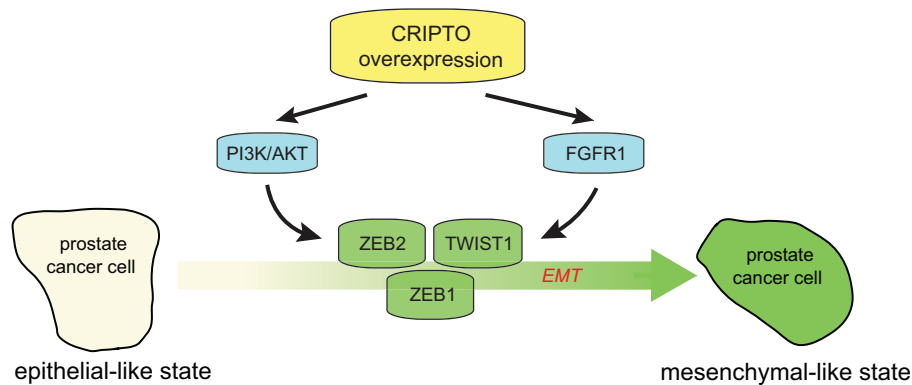 CRIPTO
overexpression
PI3K/AKT
FGFR1
ZEB2
TWIST1
ZEB1
EMT
prostate
cancer cell
prostate
cancer cell
epithelial-like state
mesenchymal-like state